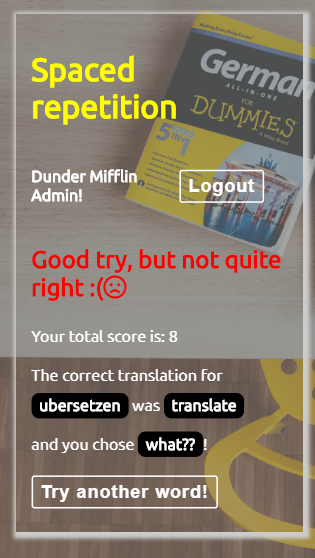 Spaced
repetition
German
ALL-IN-ONE
FOR
DUMMIES
5
IN 1
Dunder Mifflin
Admin!
Logout
Good try, but not quite
right :(☹
Your total score is: 8
The correct translation for
ubersetzen was translate
and you chose what??!
Try another word!